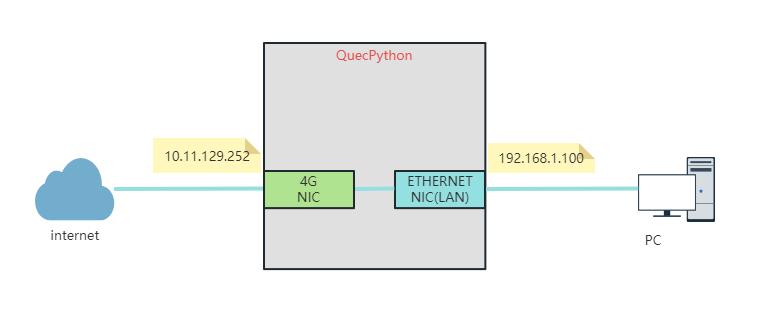 QuecPython
10.11.129.252
192.168.1.100
4G
NIC
ETHERNET
NIC(LAN)
internet
PC